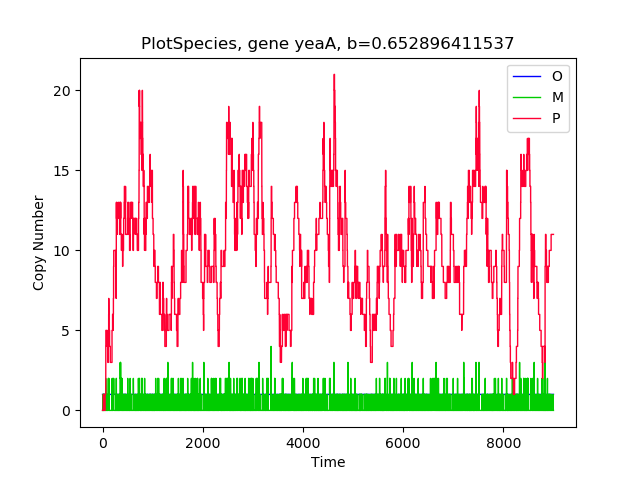 PlotSpecies, gene yeaA, b=0.652896411537
O
M
P
20
15
10
5
0
Copy Number
0 2000 4000 6000 8000
Time